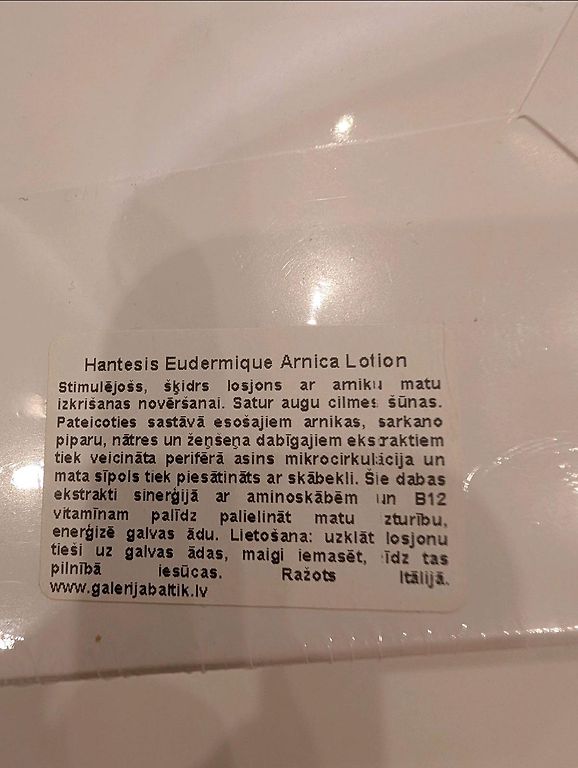 Hantesis Eudermique Arnica Lotion
Stimulējošs, šķidrs losjons ar arniku matu
izkrišanas novēršanai. Satur augu cilmes šūnas.
Pateicoties sastāvā esošajiem arnikas, sarkano
piparu, nātres un žeņšeņa dabīgajiem ekstraktiem
tiek veicināta perifērā asins mikrocirkulācija un
mata sīpols tiek piesātināts ar skābekli. Šie dabas
ekstrakti sinerģijā ar aminoskābēm un B12
vitamīnam palīdz palielināt matu izturību,
enerģizē galvas ādu. Lietošana: uzklāt losjonu
tieši uz galvas ādas, maigi iemasēt, līdz tas
pilnībā iesūcas. Ražots Itālijā.
www.galerijabaltik.lv